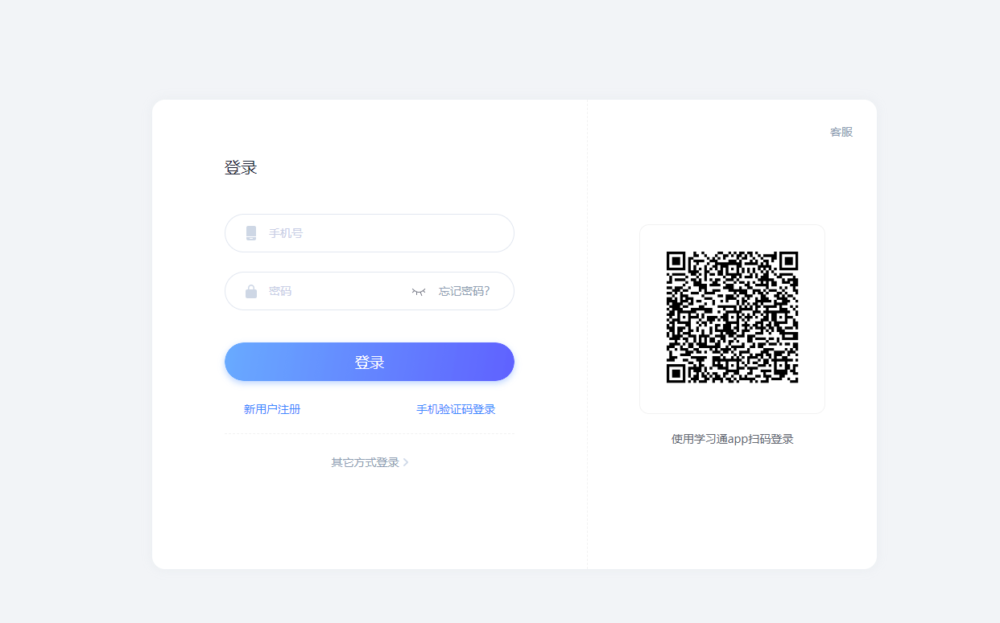 客服
登录
手机号
密码 忘记密码?
登录
新用户注册 手机验证码登录
其它方式登录
使用学习通app扫码登录